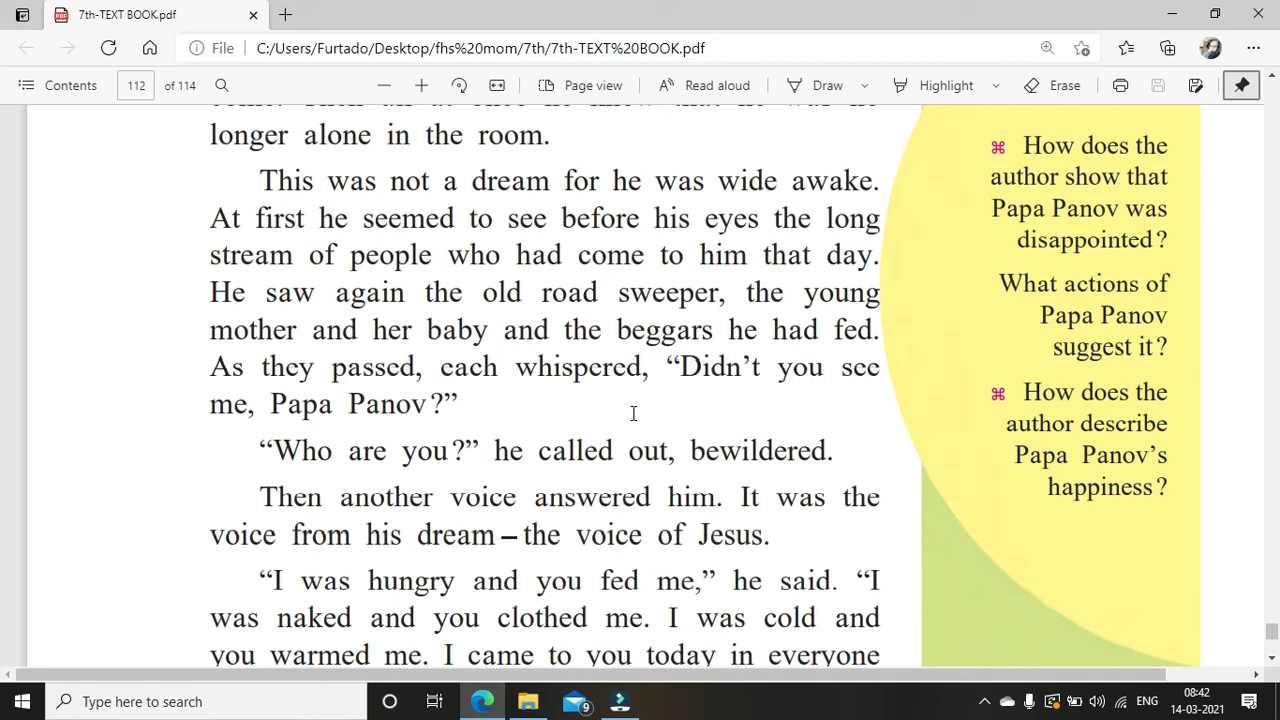 7th-TEXT BOOK.pdf
File C:/Users/Furtado/Desktop/fhs%20mom/7th/7th-TEXT%20BOOK.pdf
Contents 112 of 114 Page view Read aloud Draw Highlight Erase
longer alone in the room.
This was not a dream for he was wide awake.
At first he seemed to see before his eyes the long
stream of people who had come to him that day.
He saw again the old road sweeper, the young
mother and her baby and the beggars he had fed.
As they passed, each whispered, “Didn’t you see
me, Papa Panov?”
“Who are you?” he called out, bewildered.
Then another voice answered him. It was the
voice from his dream – the voice of Jesus.
“I was hungry and you fed me,” he said. “I
was naked and you clothed me. I was cold and
you warmed me. I came to you today in everyone
⌘ How does the
author show that
Papa Panov was
disappointed?
What actions of
Papa Panov
suggest it?
⌘ How does the
author describe
Papa Panov’s
happiness?
Type here to search
9
ENG
08:42
14-03-2021